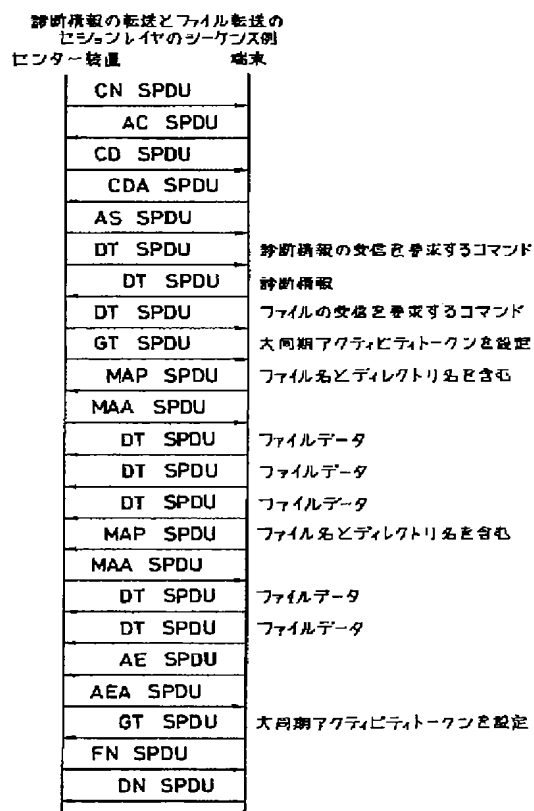 診断情報の転送とファイル転送の
セションレイヤのシーケンス例
センター装置 端末
CN SPDU
AC SPDU
CD SPDU
CDA SPDU
AS SPDU
DT SPDU 診断情報の受信を要求するコマンド
DT SPDU 診断情報
DT SPDU ファイルの受信を要求するコマンド
GT SPDU 大同期アクティビティトークンを設定
MAP SPDU ファイル名とディレクトリ名を含む
MAA SPDU
DT SPDU ファイルデータ
DT SPDU ファイルデータ
DT SPDU ファイルデータ
MAP SPDU ファイル名とディレクトリ名を含む
MAA SPDU
DT SPDU ファイルデータ
DT SPDU ファイルデータ
AE SPDU
AEA SPDU
GT SPDU 大同期アクティビティトークンを設定
FN SPDU
DN SPDU